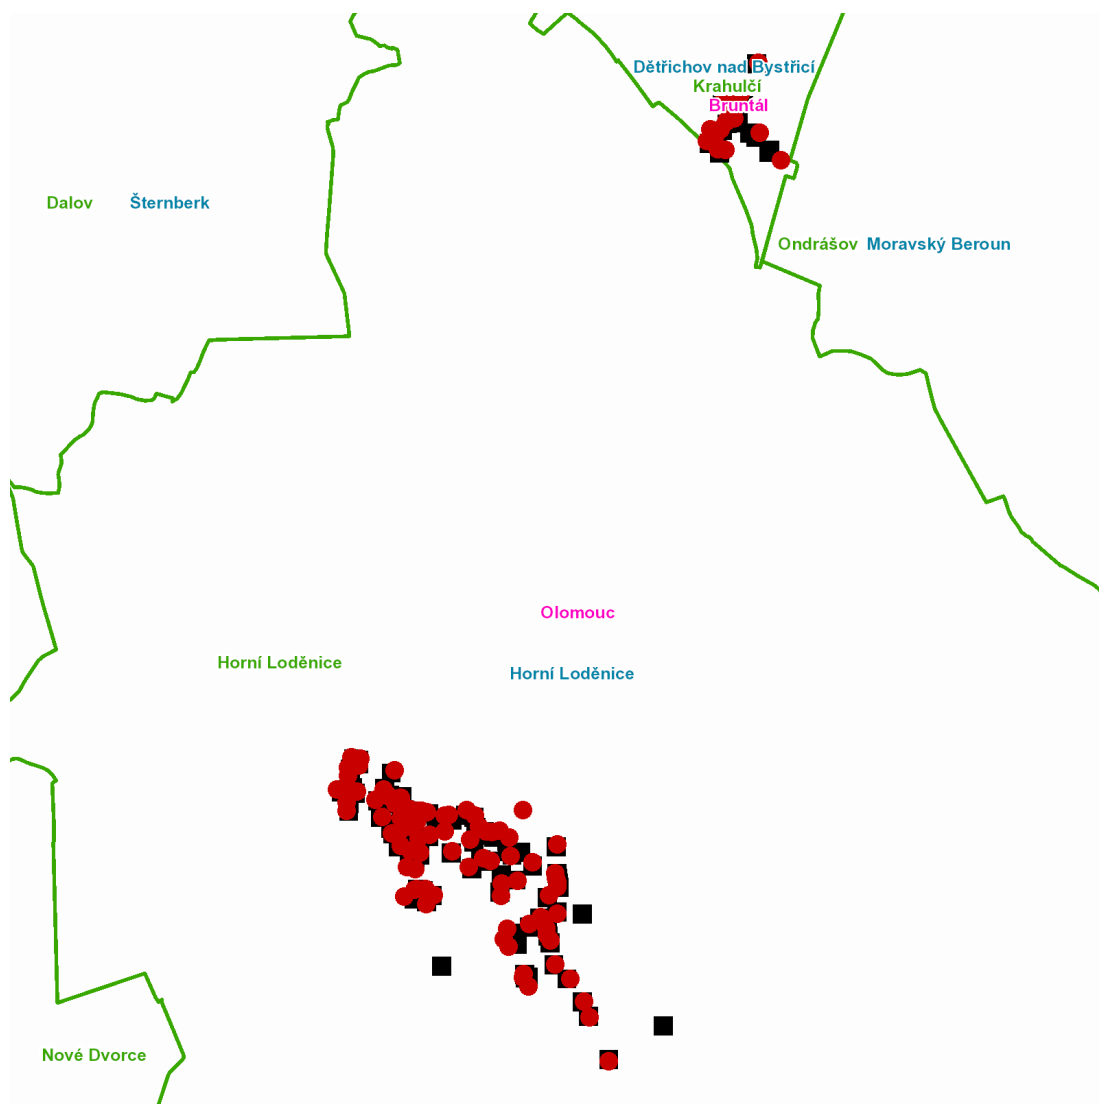 Dětřichov nad Bystřicí
Krahulčí
Bruntál
Dalov
Šternberk
Ondrášov
Moravský Beroun
Olomouc
Horní Loděnice
Horní Loděnice
Nové Dvorce